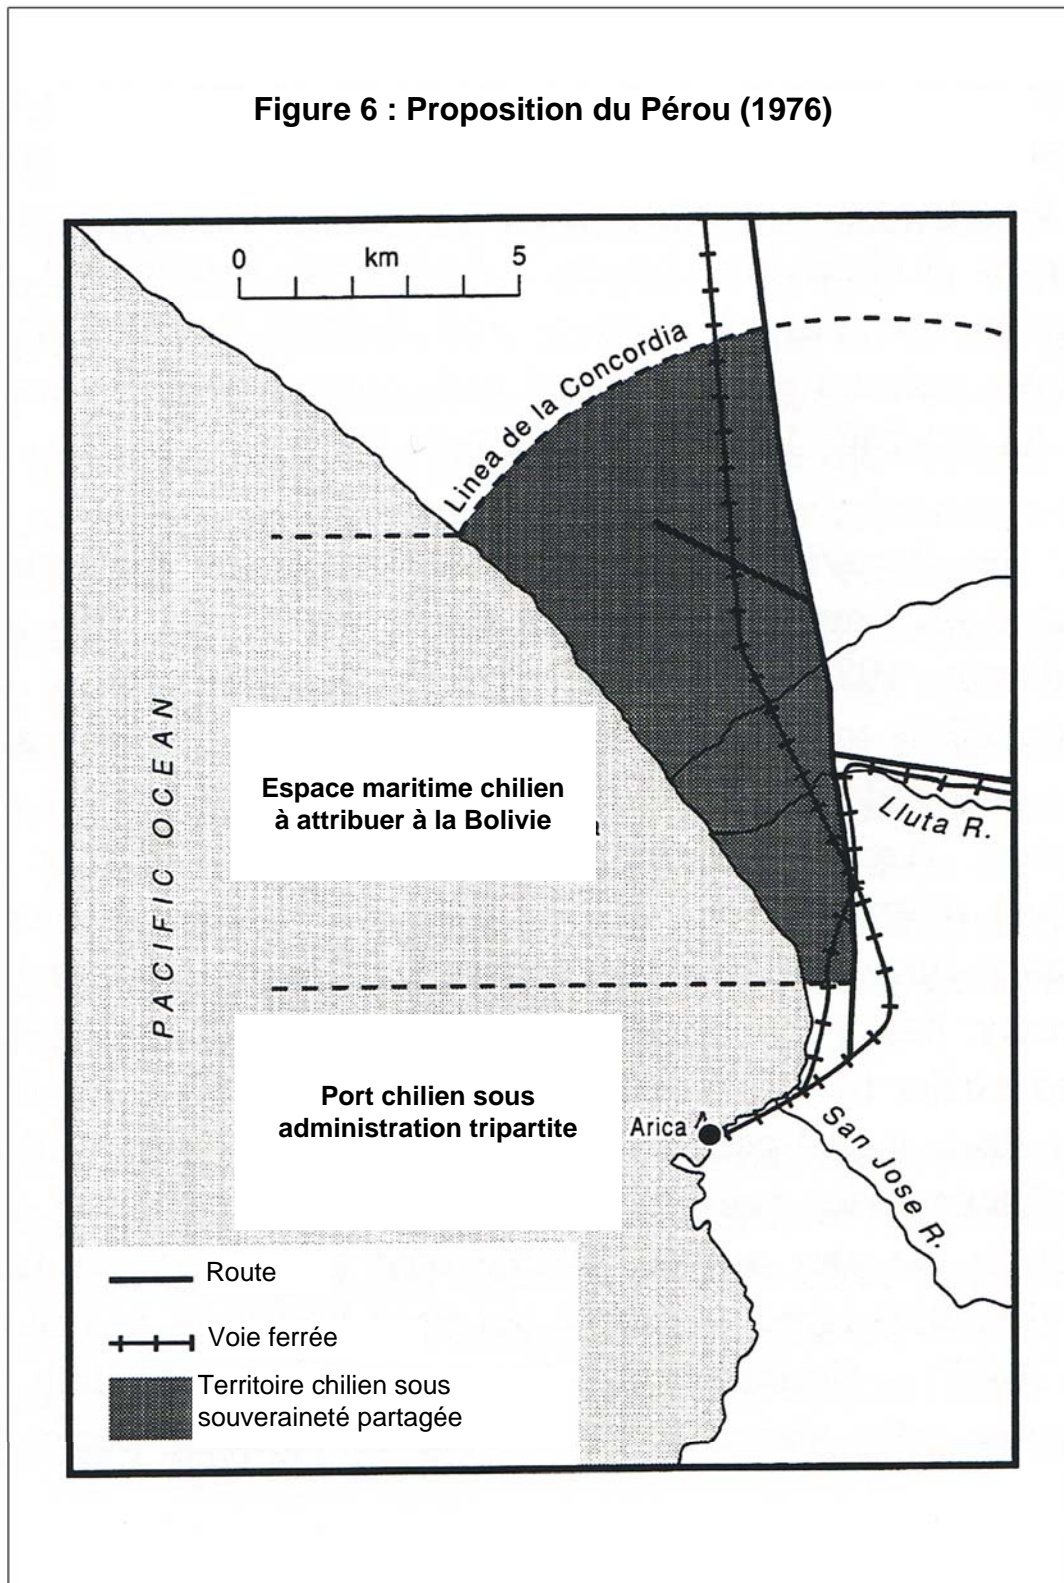 Figure 6 : Proposition du Pérou (1976)
0 km 5
Linea de la Concordia
PACIFIC OCEAN
Espace maritime chilien
à attribuer à la Bolivie
Lluta R.
Port chilien sous
administration tripartite
Arica
San Jose R.
Route
Voie ferrée
Territoire chilien sous
souveraineté partagée